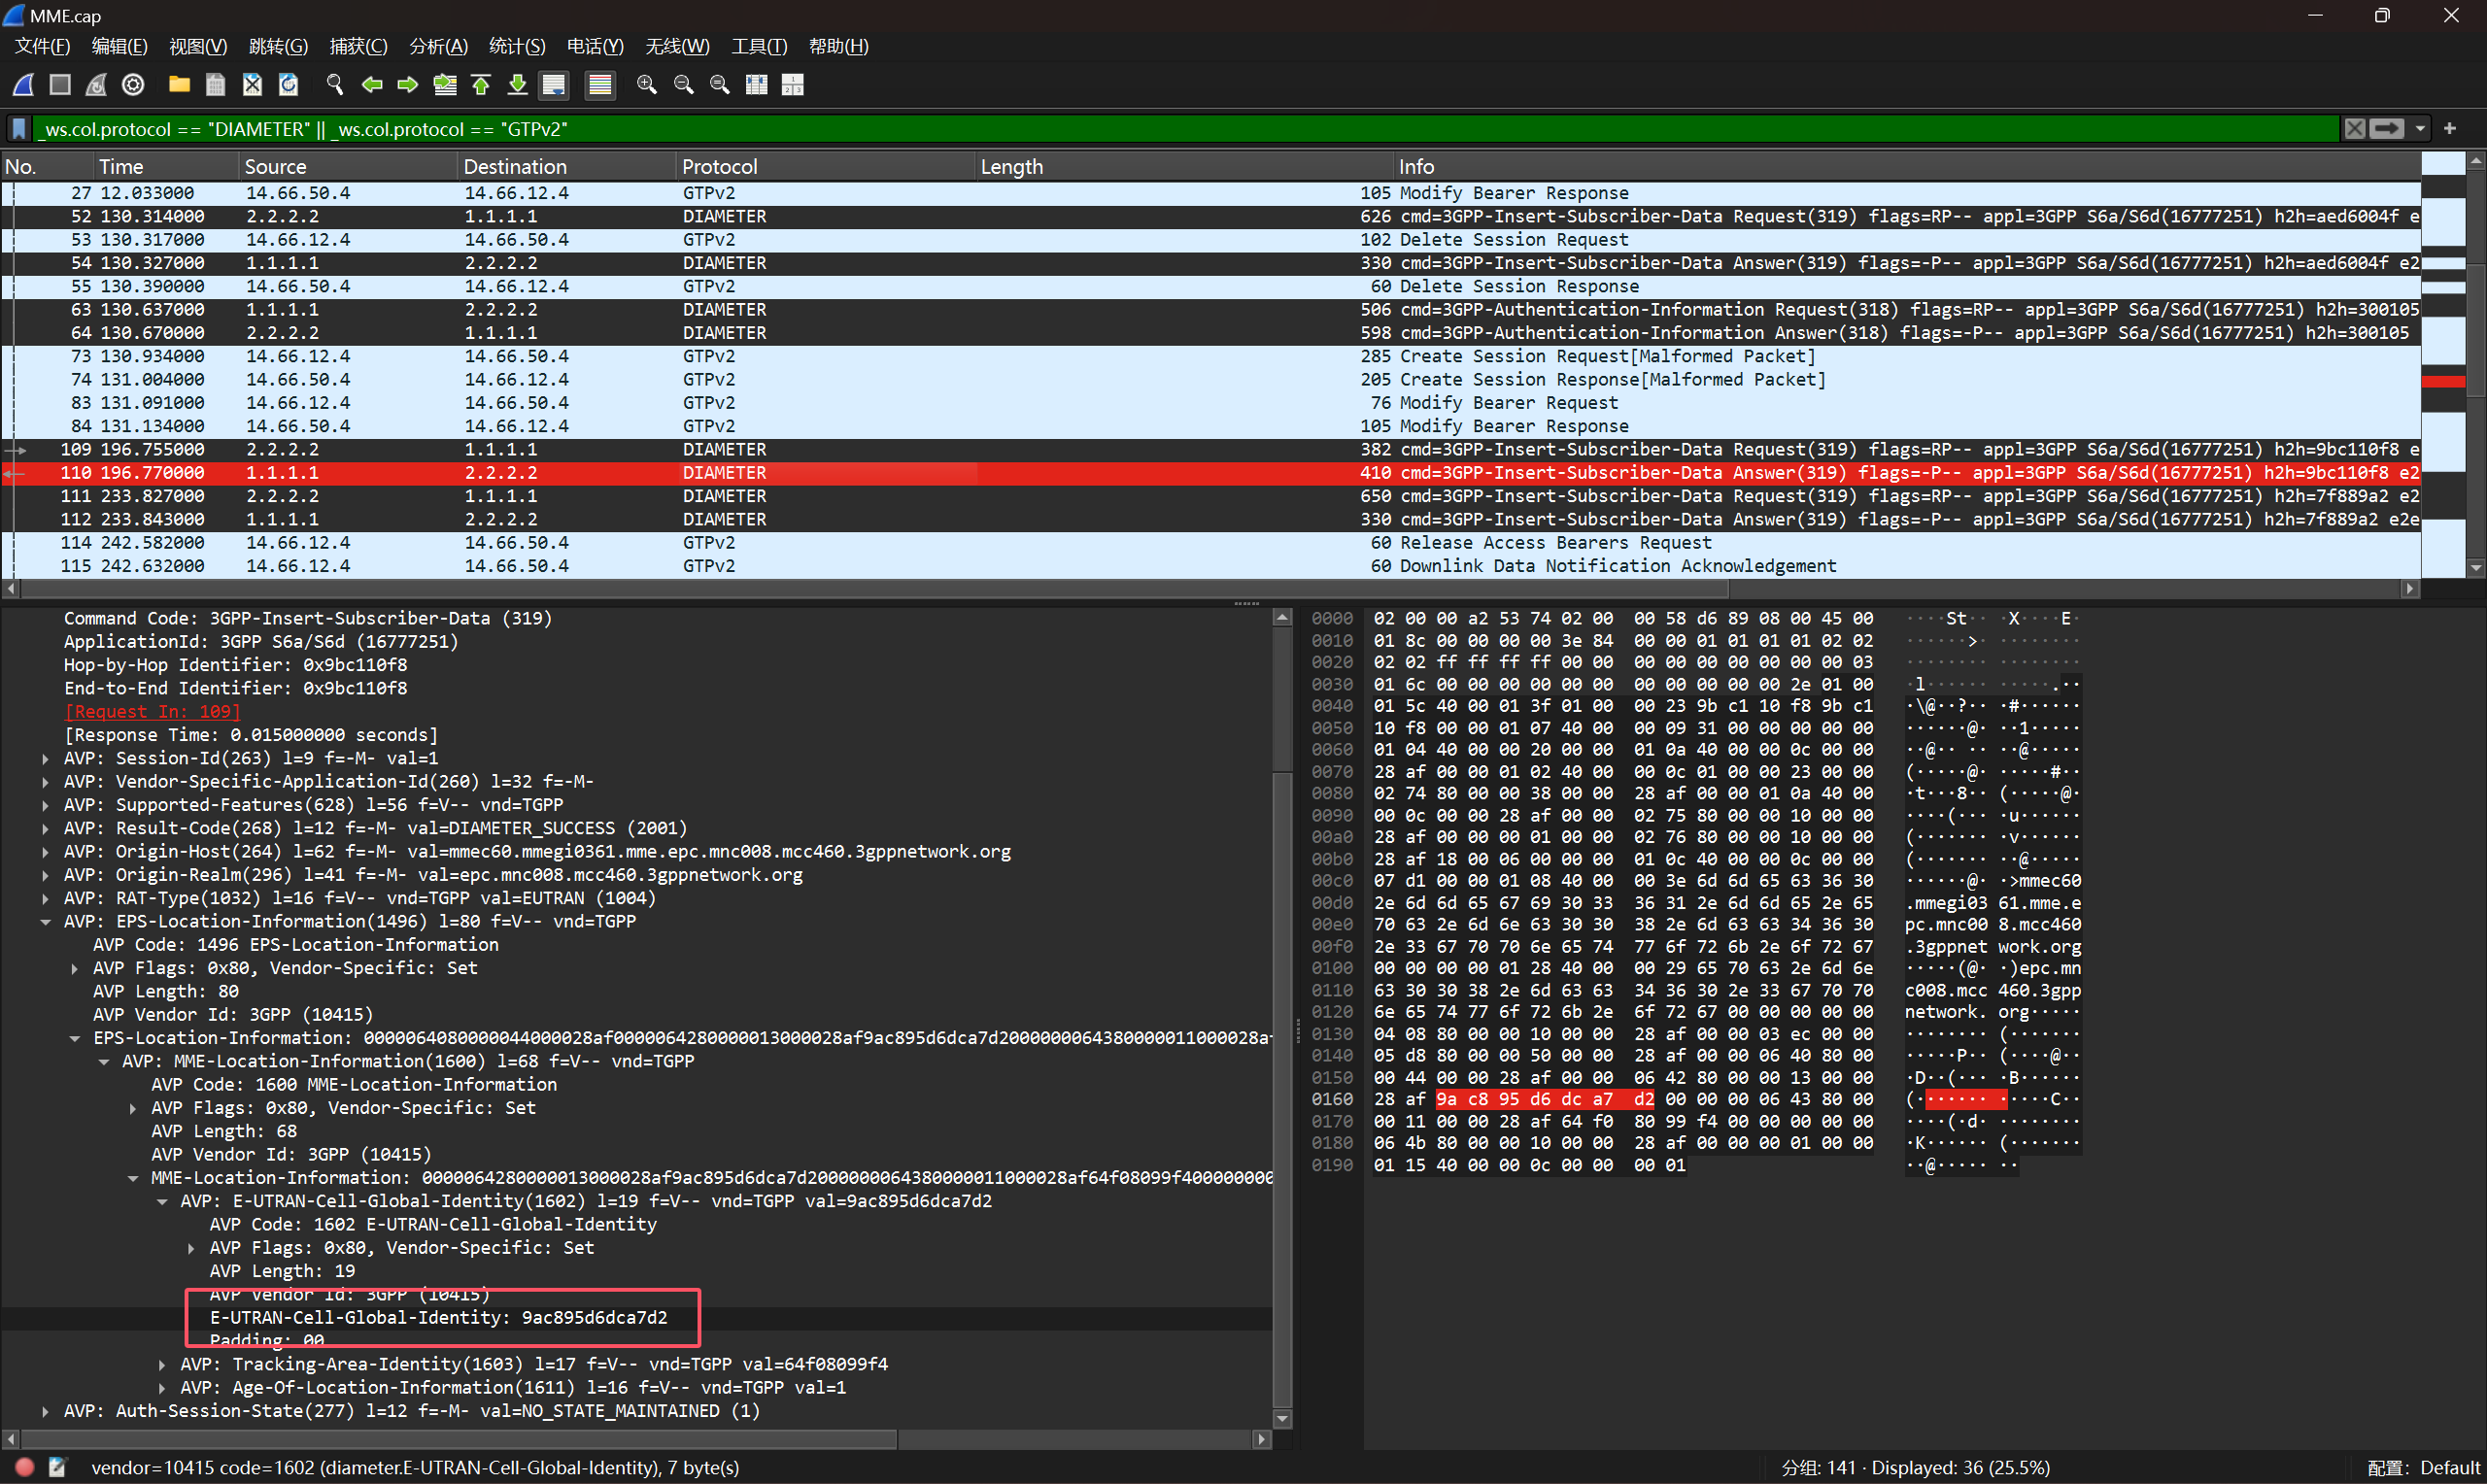 MME.cap
文件(F) 编辑(E) 视图(V) 跳转(G) 捕获(C) 分析(A) 统计(S) 电话(Y) 无线(W) 工具(T) 帮助(H)
_ws.col.protocol == "DIAMETER" || _ws.col.protocol == "GTPv2"
No. Time Source Destination Protocol Length Info
27 12.033000 14.66.50.4 14.66.12.4 GTPv2 105 Modify Bearer Response
52 130.314000 2.2.2.2 1.1.1.1 DIAMETER 626 cmd=3GPP-Insert-Subscriber-Data Request(319) flags=RP-- appl=3GPP S6a/S6d(16777251) h2h=aed6004f e
53 130.317000 14.66.12.4 14.66.50.4 GTPv2 102 Delete Session Request
54 130.327000 1.1.1.1 2.2.2.2 DIAMETER 330 cmd=3GPP-Insert-Subscriber-Data Answer(319) flags=-P-- appl=3GPP S6a/S6d(16777251) h2h=aed6004f e2
55 130.390000 14.66.50.4 14.66.12.4 GTPv2 60 Delete Session Response
63 130.637000 1.1.1.1 2.2.2.2 DIAMETER 506 cmd=3GPP-Authentication-Information Request(318) flags=RP-- appl=3GPP S6a/S6d(16777251) h2h=300105
64 130.670000 2.2.2.2 1.1.1.1 DIAMETER 598 cmd=3GPP-Authentication-Information Answer(318) flags=-P-- appl=3GPP S6a/S6d(16777251) h2h=300105
73 130.934000 14.66.12.4 14.66.50.4 GTPv2 285 Create Session Request[Malformed Packet]
74 131.004000 14.66.50.4 14.66.12.4 GTPv2 205 Create Session Response[Malformed Packet]
83 131.091000 14.66.12.4 14.66.50.4 GTPv2 76 Modify Bearer Request
84 131.134000 14.66.50.4 14.66.12.4 GTPv2 105 Modify Bearer Response
109 196.755000 2.2.2.2 1.1.1.1 DIAMETER 382 cmd=3GPP-Insert-Subscriber-Data Request(319) flags=RP-- appl=3GPP S6a/S6d(16777251) h2h=9bc110f8 e
110 196.770000 1.1.1.1 2.2.2.2 DIAMETER 410 cmd=3GPP-Insert-Subscriber-Data Answer(319) flags=-P-- appl=3GPP S6a/S6d(16777251) h2h=9bc110f8 e2
111 233.827000 2.2.2.2 1.1.1.1 DIAMETER 650 cmd=3GPP-Insert-Subscriber-Data Request(319) flags=RP-- appl=3GPP S6a/S6d(16777251) h2h=7f889a2 e2
112 233.843000 1.1.1.1 2.2.2.2 DIAMETER 330 cmd=3GPP-Insert-Subscriber-Data Answer(319) flags=-P-- appl=3GPP S6a/S6d(16777251) h2h=7f889a2 e2e
114 242.582000 14.66.12.4 14.66.50.4 GTPv2 60 Release Access Bearers Request
115 242.632000 14.66.12.4 14.66.50.4 GTPv2 60 Downlink Data Notification Acknowledgement
Command Code: 3GPP-Insert-Subscriber-Data (319)
ApplicationId: 3GPP S6a/S6d (16777251)
Hop-by-Hop Identifier: 0x9bc110f8
End-to-End Identifier: 0x9bc110f8
[Request In: 109]
[Response Time: 0.015000000 seconds]
AVP: Session-Id(263) l=9 f=-M- val=1
AVP: Vendor-Specific-Application-Id(260) l=32 f=-M-
AVP: Supported-Features(628) l=56 f=V-- vnd=TGPP
AVP: Result-Code(268) l=12 f=-M- val=DIAMETER_SUCCESS (2001)
AVP: Origin-Host(264) l=62 f=-M- val=mmec60.mmegi0361.mme.epc.mnc008.mcc460.3gppnetwork.org
AVP: Origin-Realm(296) l=41 f=-M- val=epc.mnc008.mcc460.3gppnetwork.org
AVP: RAT-Type(1032) l=16 f=V-- vnd=TGPP val=EUTRAN (1004)
AVP: EPS-Location-Information(1496) l=80 f=V-- vnd=TGPP
AVP Code: 1496 EPS-Location-Information
AVP Flags: 0x80, Vendor-Specific: Set
AVP Length: 80
AVP Vendor Id: 3GPP (10415)
EPS-Location-Information: 0000064080000044000028af0000064280000013000028af9ac895d6dca7d2000000064380000011000028a
AVP: MME-Location-Information(1600) l=68 f=V-- vnd=TGPP
AVP Code: 1600 MME-Location-Information
AVP Flags: 0x80, Vendor-Specific: Set
AVP Length: 68
AVP Vendor Id: 3GPP (10415)
MME-Location-Information: 0000064280000013000028af9ac895d6dca7d2000000064380000011000028af64f08099f400000000
AVP: E-UTRAN-Cell-Global-Identity(1602) l=19 f=V-- vnd=TGPP val=9ac895d6dca7d2
AVP Code: 1602 E-UTRAN-Cell-Global-Identity
AVP Flags: 0x80, Vendor-Specific: Set
AVP Length: 19
AVP Vendor Id: 3GPP (10415)
E-UTRAN-Cell-Global-Identity: 9ac895d6dca7d2
Padding: 00
AVP: Tracking-Area-Identity(1603) l=17 f=V-- vnd=TGPP val=64f08099f4
AVP: Age-Of-Location-Information(1611) l=16 f=V-- vnd=TGPP val=1
AVP: Auth-Session-State(277) l=12 f=-M- val=NO_STATE_MAINTAINED (1)
0000 02 00 00 a2 53 74 02 00 00 58 d6 89 08 00 45 00 ····St·· ·X····E·
0010 01 8c 00 00 00 00 3e 84 00 00 01 01 01 01 02 02 ······>· ········
0020 02 02 ff ff ff ff 00 00 00 00 00 00 00 00 00 03 ········ ········
0030 01 6c 00 00 00 00 00 00 00 00 00 00 00 2e 01 00 ·l······ ·····.··
0040 01 5c 40 00 01 3f 01 00 00 23 9b c1 10 f8 9b c1 ·\@··?·· ·#······
0050 10 f8 00 00 01 07 40 00 00 09 31 00 00 00 00 00 ······@· ··1·····
0060 01 04 40 00 00 20 00 00 01 0a 40 00 00 0c 00 00 ··@·· ·· ··@·····
0070 28 af 00 00 01 02 40 00 00 0c 01 00 00 23 00 00 (·····@· ·····#··
0080 02 74 80 00 00 38 00 00 28 af 00 00 01 0a 40 00 ·t···8·· (·····@·
0090 00 0c 00 00 28 af 00 00 02 75 80 00 00 10 00 00 ····(··· ·u······
00a0 28 af 00 00 00 01 00 00 02 76 80 00 00 10 00 00 (······· ·v······
00b0 28 af 18 00 06 00 00 00 01 0c 40 00 00 0c 00 00 (······· ··@·····
00c0 07 d1 00 00 01 08 40 00 00 3e 6d 6d 65 63 36 30 ······@· ·>mmec60
00d0 2e 6d 6d 65 67 69 30 33 36 31 2e 6d 6d 65 2e 65 .mmegi03 61.mme.e
00e0 70 63 2e 6d 6e 63 30 30 38 2e 6d 63 63 34 36 30 pc.mnc00 8.mcc460
00f0 2e 33 67 70 70 6e 65 74 77 6f 72 6b 2e 6f 72 67 .3gppnet work.org
0100 00 00 00 00 01 28 40 00 00 29 65 70 63 2e 6d 6e ·····(@· ·)epc.mn
0110 63 30 30 38 2e 6d 63 63 34 36 30 2e 33 67 70 70 c008.mcc 460.3gpp
0120 6e 65 74 77 6f 72 6b 2e 6f 72 67 00 00 00 00 00 network. org·····
0130 04 08 80 00 00 10 00 00 28 af 00 00 03 ec 00 00 ········ (·······
0140 05 d8 80 00 00 50 00 00 28 af 00 00 06 40 80 00 ·····P·· (····@··
0150 00 44 00 00 28 af 00 00 06 42 80 00 00 13 00 00 ·D··(··· ·B······
0160 28 af 9a c8 95 d6 dc a7 d2 00 00 00 06 43 80 00 (······· ·····C··
0170 00 11 00 00 28 af 64 f0 80 99 f4 00 00 00 00 00 ····(·d· ········
0180 06 4b 80 00 00 10 00 00 28 af 00 00 00 01 00 00 ·K······ (·······
0190 01 15 40 00 00 0c 00 00 00 01 ··@····· ··
vendor=10415 code=1602 (diameter.E-UTRAN-Cell-Global-Identity), 7 byte(s) 分组: 141 · Displayed: 36 (25.5%) 配置: Default